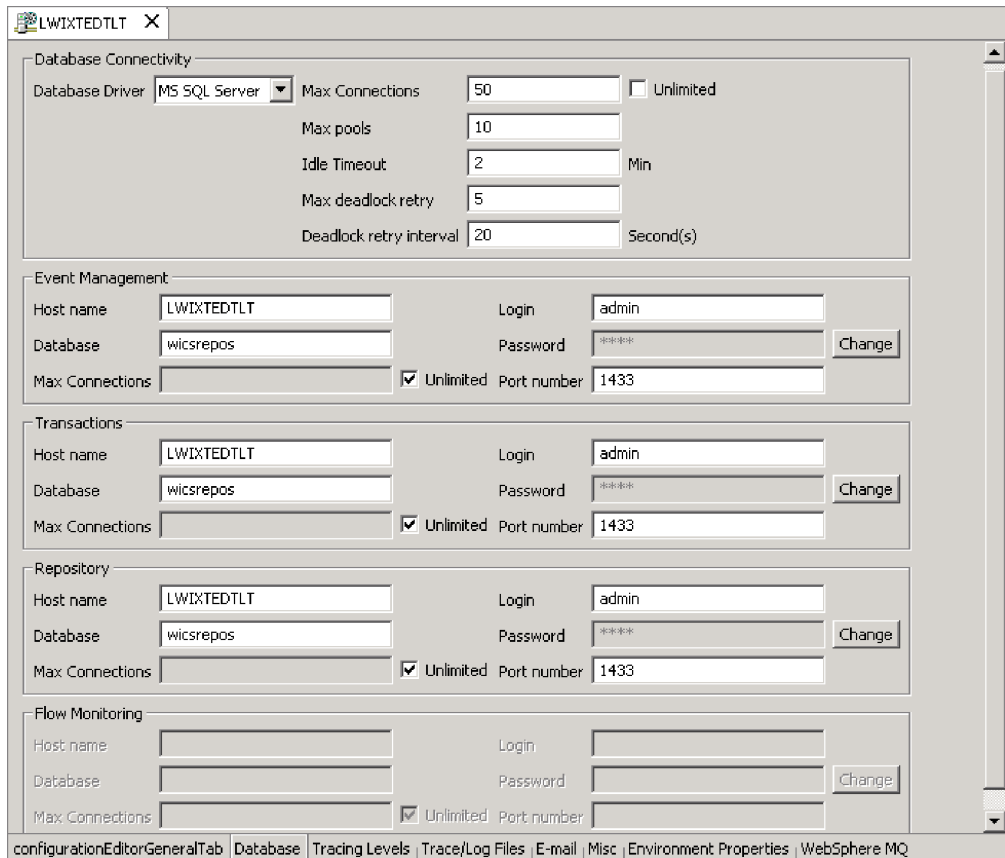 LWIXTEDTLT
Database Connectivity
Database Driver MS SQL Server Max Connections 50 Unlimited
Max pools 10
Idle Timeout 2 Min
Max deadlock retry 5
Deadlock retry interval 20 Second(s)
Event Management
Host name LWIXTEDTLT Login admin
Database wicsrepos Password **** Change
Max Connections Unlimited Port number 1433
Transactions
Host name LWIXTEDTLT Login admin
Database wicsrepos Password **** Change
Max Connections Unlimited Port number 1433
Repository
Host name LWIXTEDTLT Login admin
Database wicsrepos Password **** Change
Max Connections Unlimited Port number 1433
Flow Monitoring
Host name Login
Database Password Change
Max Connections Unlimited Port number
configurationEditorGeneralTab Database Tracing Levels Trace/Log Files E-mail Misc Environment Properties WebSphere MQ